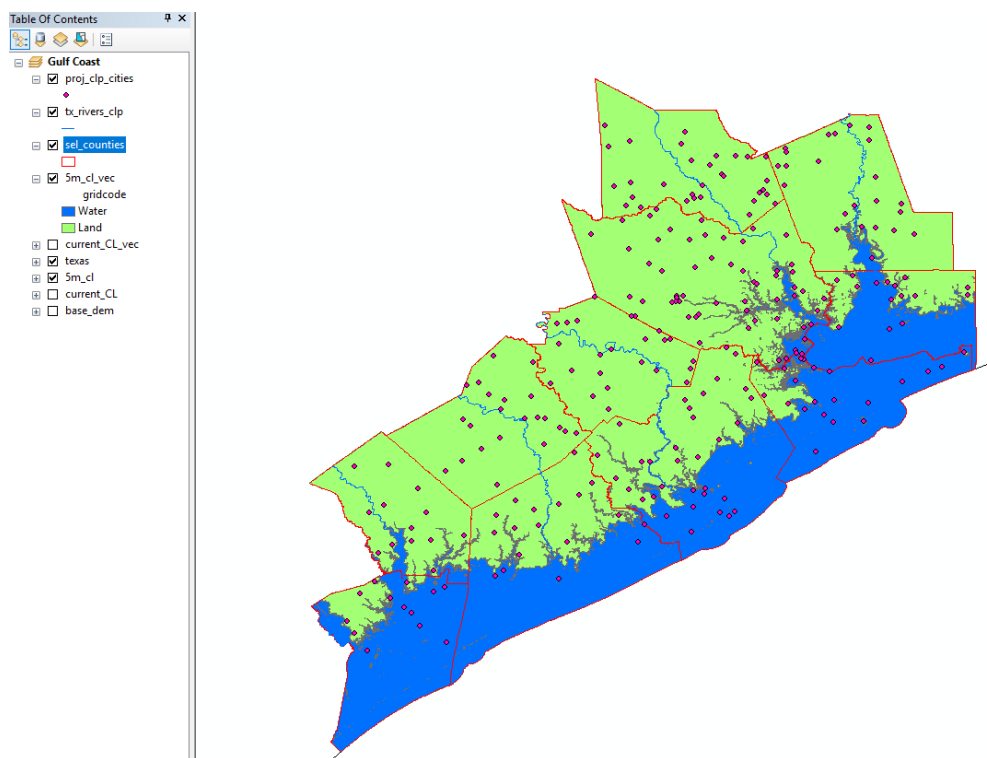 Table Of Contents
Gulf Coast
proj_clp_cities
tx_rivers_clp
sel_counties
5m_cl_vec
gridcode
Water
Land
current_CL_vec
texas
5m_cl
current_CL
base_dem